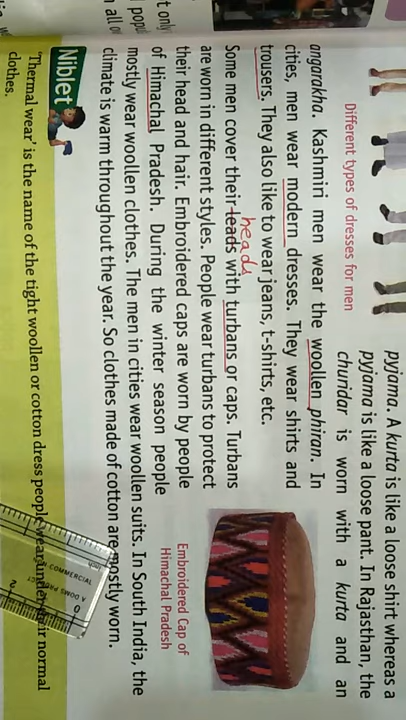 pyjama. A kurta is like a loose shirt whereas a
pyjama is like a loose pant. In Rajasthan, the
churidar is worn with a kurta and an
Different types of dresses for men
angarakha. Kashmiri men wear the woollen phiran. In
cities, men wear modern dresses. They wear shirts and
trousers. They also like to wear jeans, t-shirts, etc.
heads
Some men cover their leads with turbans or caps. Turbans
are worn in different styles. People wear turbans to protect
their head and hair. Embroidered caps are worn by people
of Himachal Pradesh. During the winter season people
mostly wear woollen clothes. The men in cities wear woollen suits. In South India, the
climate is warm throughout the year. So clothes made of cotton are mostly worn.
Embroidered Cap of
Himachal Pradesh
Niblet
'Thermal wear' is the name of the tight woollen or cotton dress people wear under their normal
clothes.
COMMERCIAL
DOMS
t only
popul
all